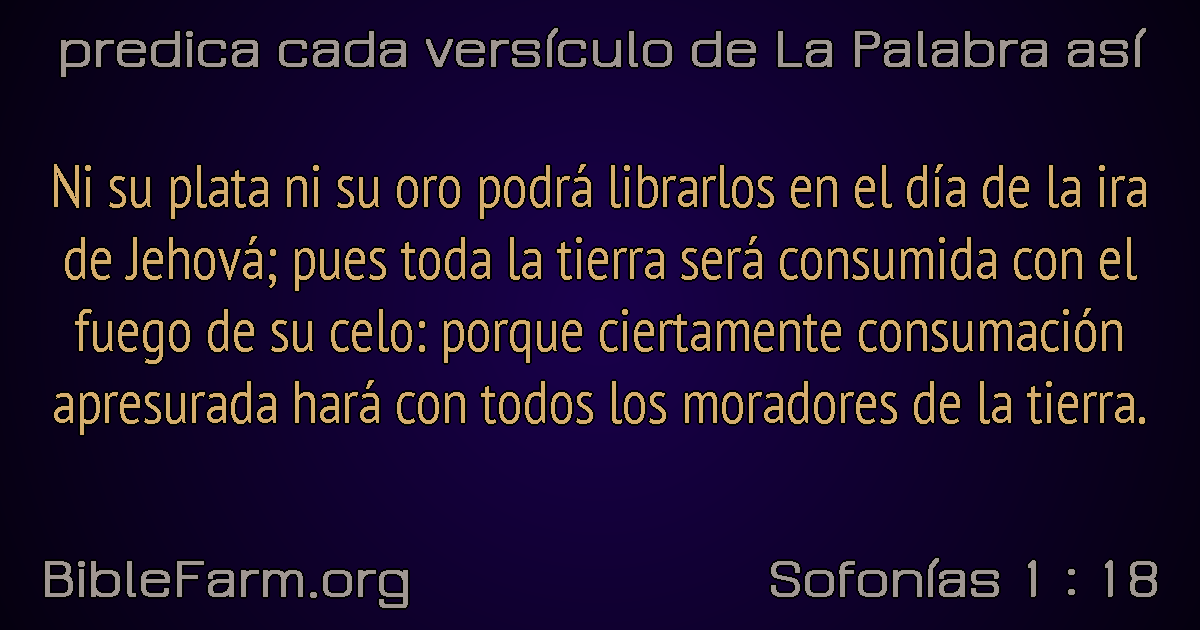 predica cada versículo de La Palabra así
Ni su plata ni su oro podrá librarlos en el día de la ira
de Jehová; pues toda la tierra será consumida con el
fuego de su celo: porque ciertamente consumación
apresurada hará con todos los moradores de la tierra.
BibleFarm.org
Sofonías 1 : 18